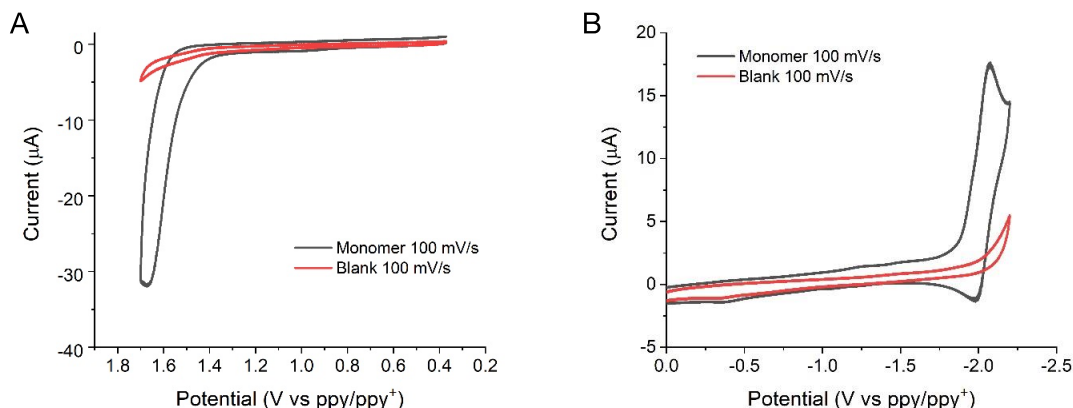 A
0
-10
-20
-30
-40
1.8 1.6 1.4 1.2 1.0 0.8 0.6 0.4 0.2
Current (μA)
Potential (V vs ppy/ppy⁺)
Monomer 100 mV/s
Blank 100 mV/s
B
20
15
10
5
0
-5
0.0 -0.5 -1.0 -1.5 -2.0 -2.5
Current (μA)
Potential (V vs ppy/ppy⁺)
Monomer 100 mV/s
Blank 100 mV/s